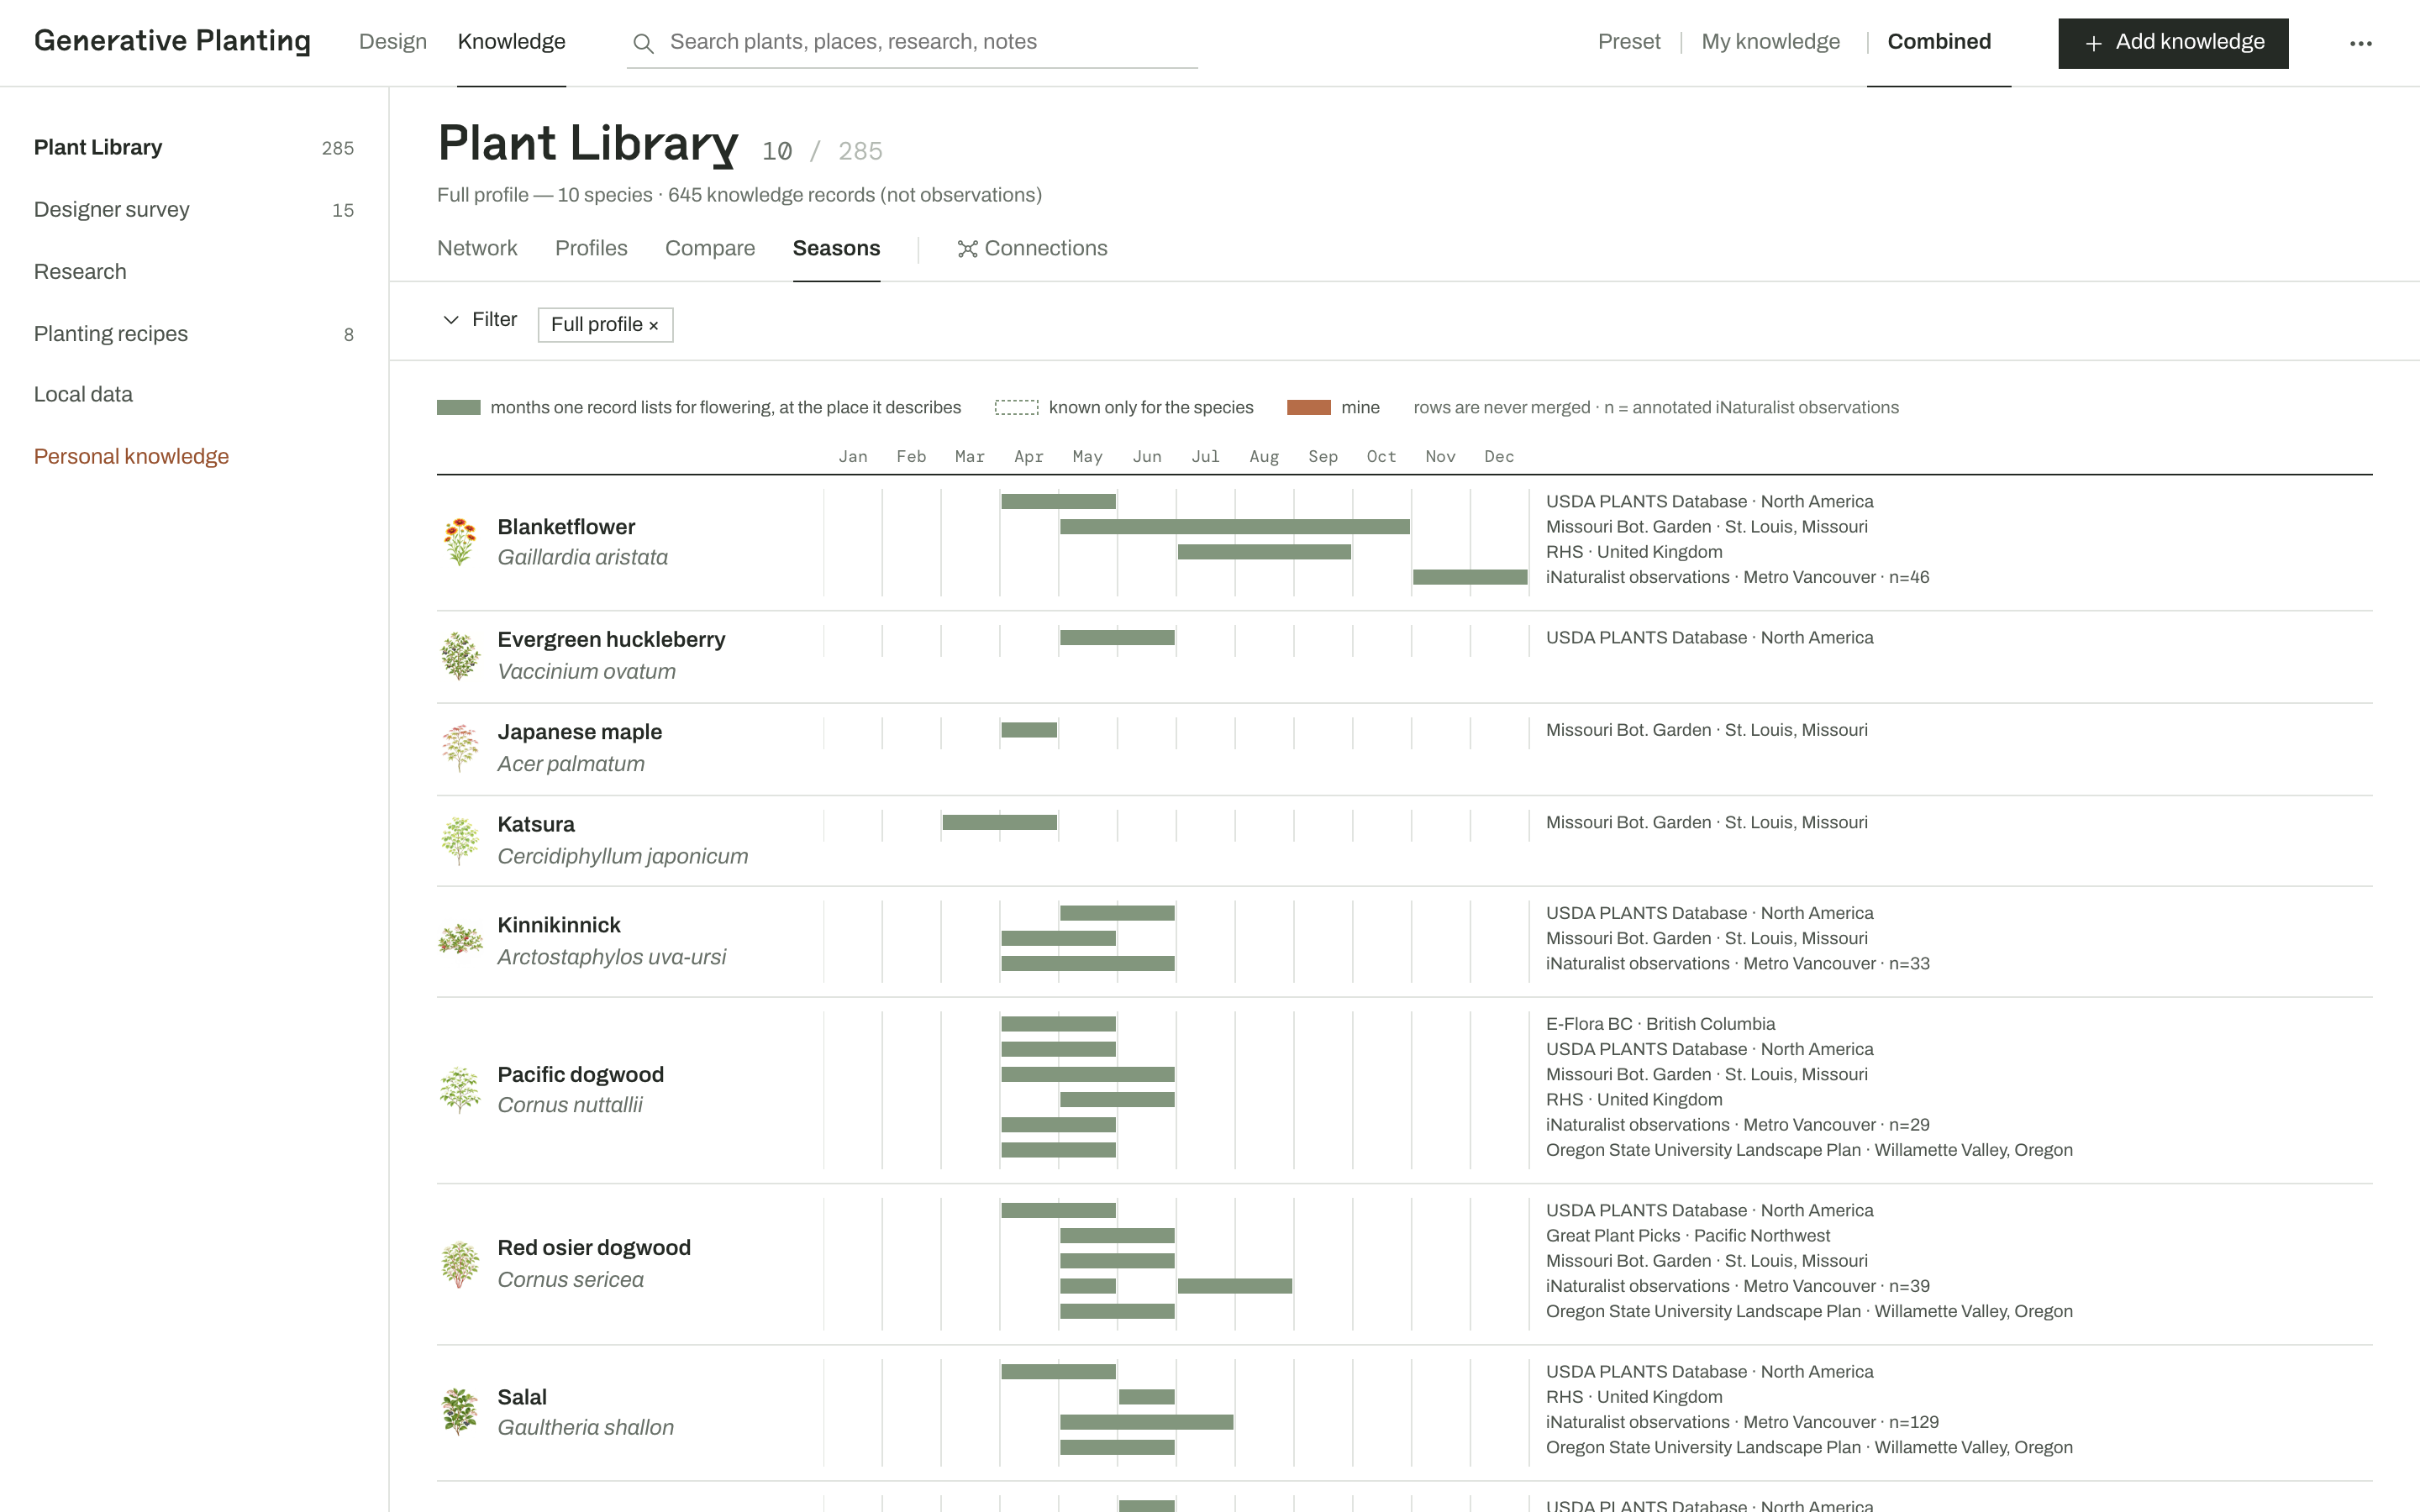 Generative Planting
Design
Knowledge
Search plants, places, research, notes
Preset
My knowledge
Combined
+ Add knowledge
Plant Library 285
Designer survey 15
Research
Planting recipes 8
Local data
Personal knowledge
Plant Library 10 / 285
Full profile — 10 species · 645 knowledge records (not observations)
Network
Profiles
Compare
Seasons
Connections
Filter
Full profile ×
months one record lists for flowering, at the place it describes
known only for the species
mine
rows are never merged · n = annotated iNaturalist observations
Jan Feb Mar Apr May Jun Jul Aug Sep Oct Nov Dec
Blanketflower
Gaillardia aristata
USDA PLANTS Database · North America
Missouri Bot. Garden · St. Louis, Missouri
RHS · United Kingdom
iNaturalist observations · Metro Vancouver · n=46
Evergreen huckleberry
Vaccinium ovatum
USDA PLANTS Database · North America
Japanese maple
Acer palmatum
Missouri Bot. Garden · St. Louis, Missouri
Katsura
Cercidiphyllum japonicum
Missouri Bot. Garden · St. Louis, Missouri
Kinnikinnick
Arctostaphylos uva-ursi
USDA PLANTS Database · North America
Missouri Bot. Garden · St. Louis, Missouri
iNaturalist observations · Metro Vancouver · n=33
Pacific dogwood
Cornus nuttallii
E-Flora BC · British Columbia
USDA PLANTS Database · North America
Missouri Bot. Garden · St. Louis, Missouri
RHS · United Kingdom
iNaturalist observations · Metro Vancouver · n=29
Oregon State University Landscape Plan · Willamette Valley, Oregon
Red osier dogwood
Cornus sericea
USDA PLANTS Database · North America
Great Plant Picks · Pacific Northwest
Missouri Bot. Garden · St. Louis, Missouri
iNaturalist observations · Metro Vancouver · n=39
Oregon State University Landscape Plan · Willamette Valley, Oregon
Salal
Gaultheria shallon
USDA PLANTS Database · North America
RHS · United Kingdom
iNaturalist observations · Metro Vancouver · n=129
Oregon State University Landscape Plan · Willamette Valley, Oregon
USDA PLANTS Database · North America